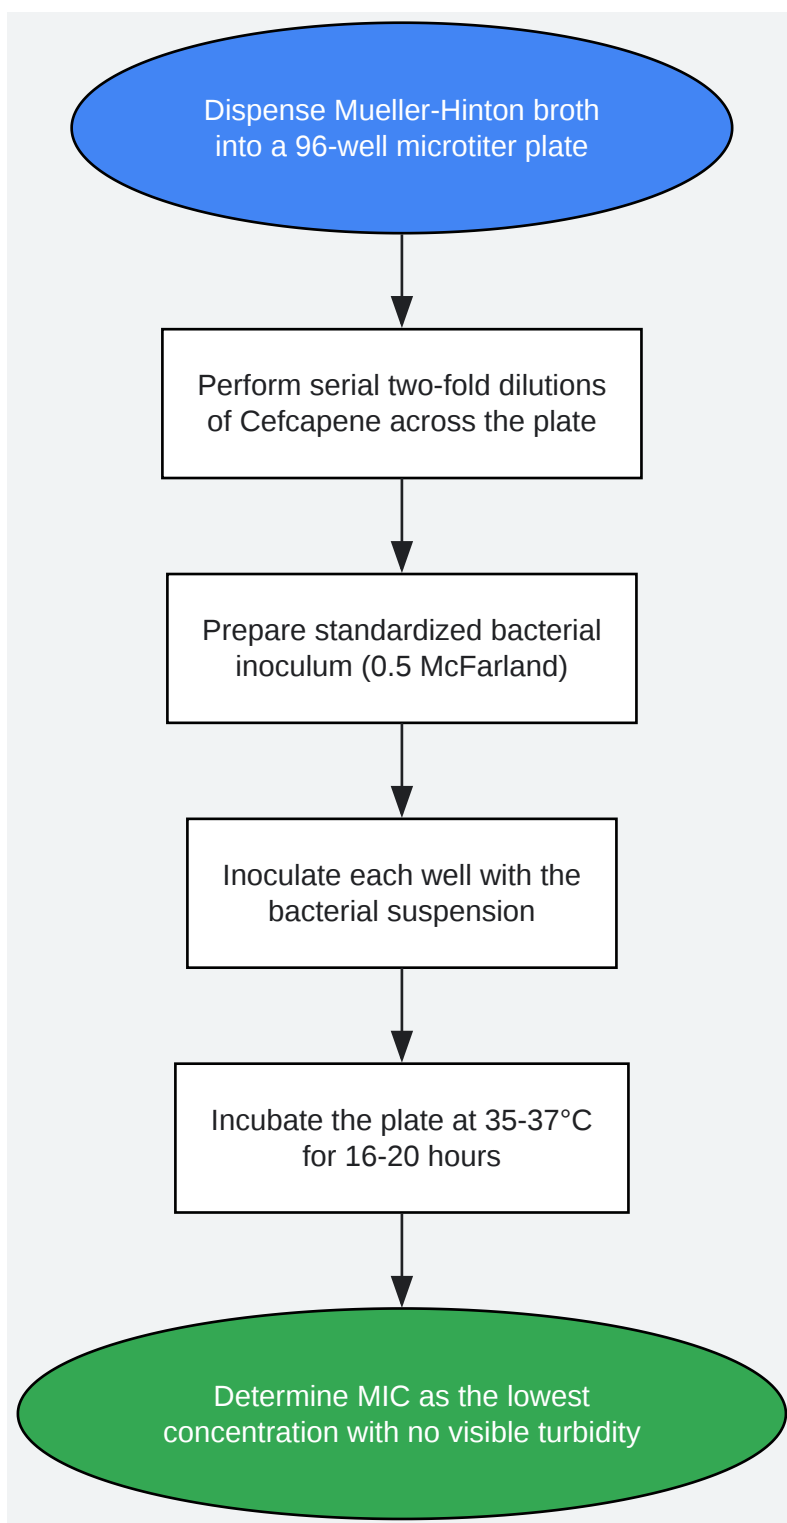 Dispense Mueller-Hinton broth
into a 96-well microtiter plate
Perform serial two-fold dilutions
of Cefcapene across the plate
Prepare standardized bacterial
inoculum (0.5 McFarland)
Inoculate each well with the
bacterial suspension
Incubate the plate at 35-37°C
for 16-20 hours
Determine MIC as the lowest
concentration with no visible turbidity